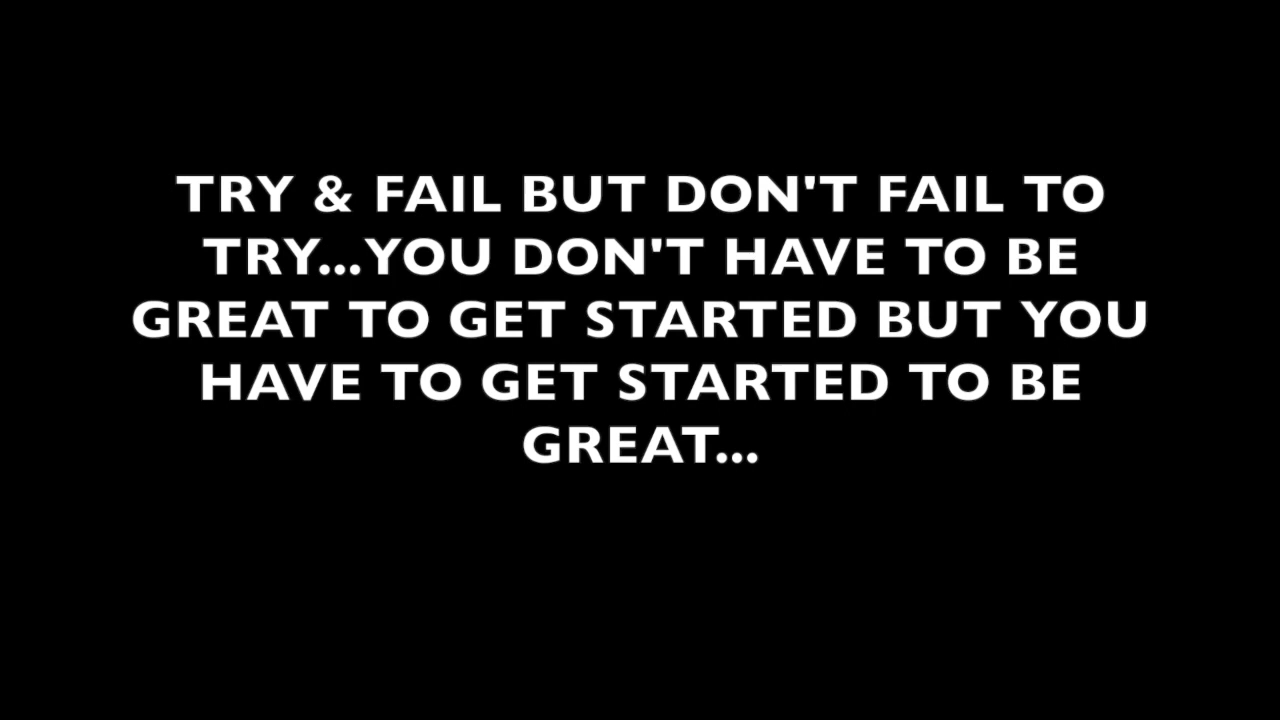 TRY & FAIL BUT DON'T FAIL TO
TRY...YOU DON'T HAVE TO BE
GREAT TO GET STARTED BUT YOU
HAVE TO GET STARTED TO BE
GREAT...